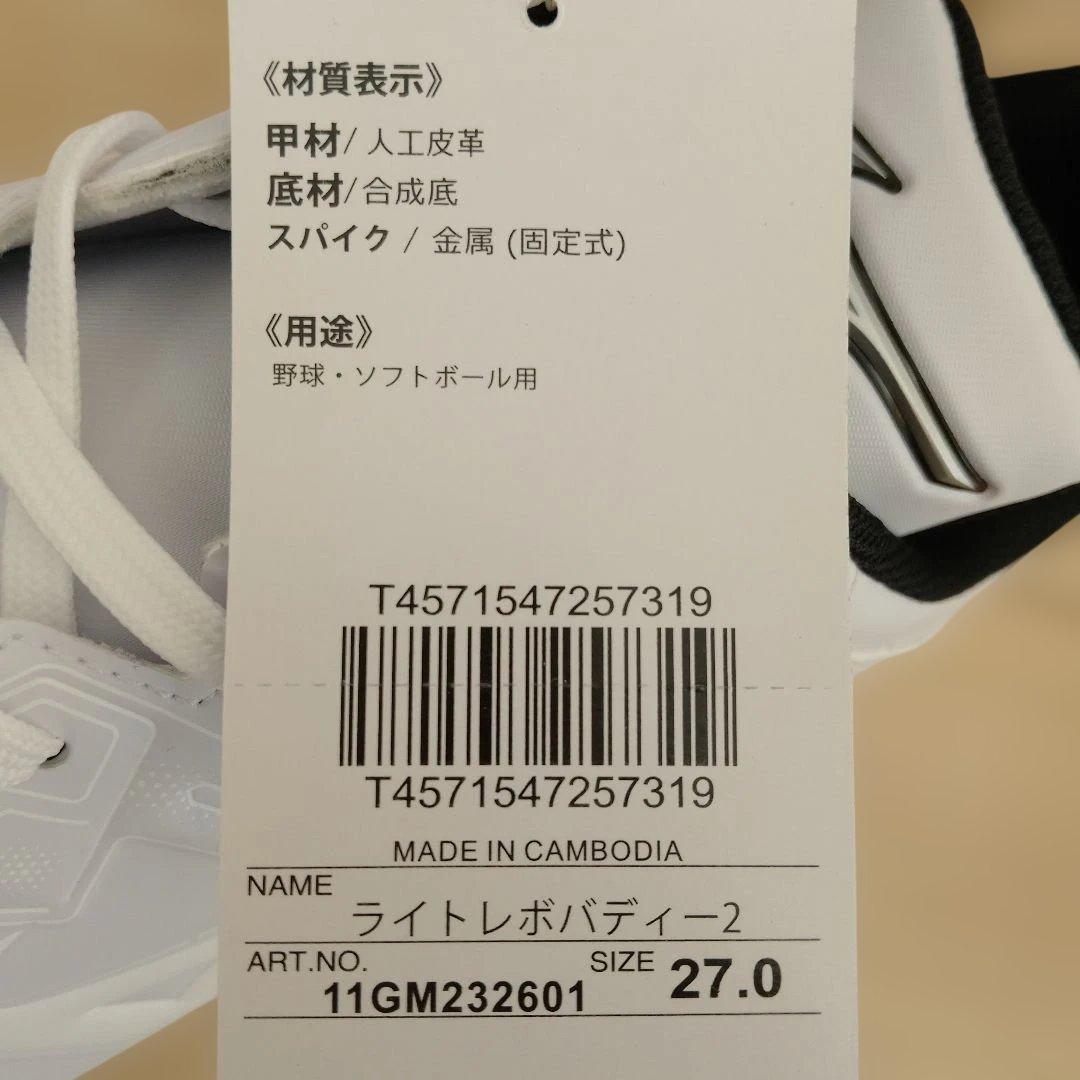 《材質表示》
甲材/ 人工皮革
底材/合成底
スパイク / 金属 (固定式)
《用途》
野球・ソフトボール用
T4571547257319
T4571547257319
MADE IN CAMBODIA
NAME
ライトレボバディー2
ART.NO. SIZE 27.0
11GM232601